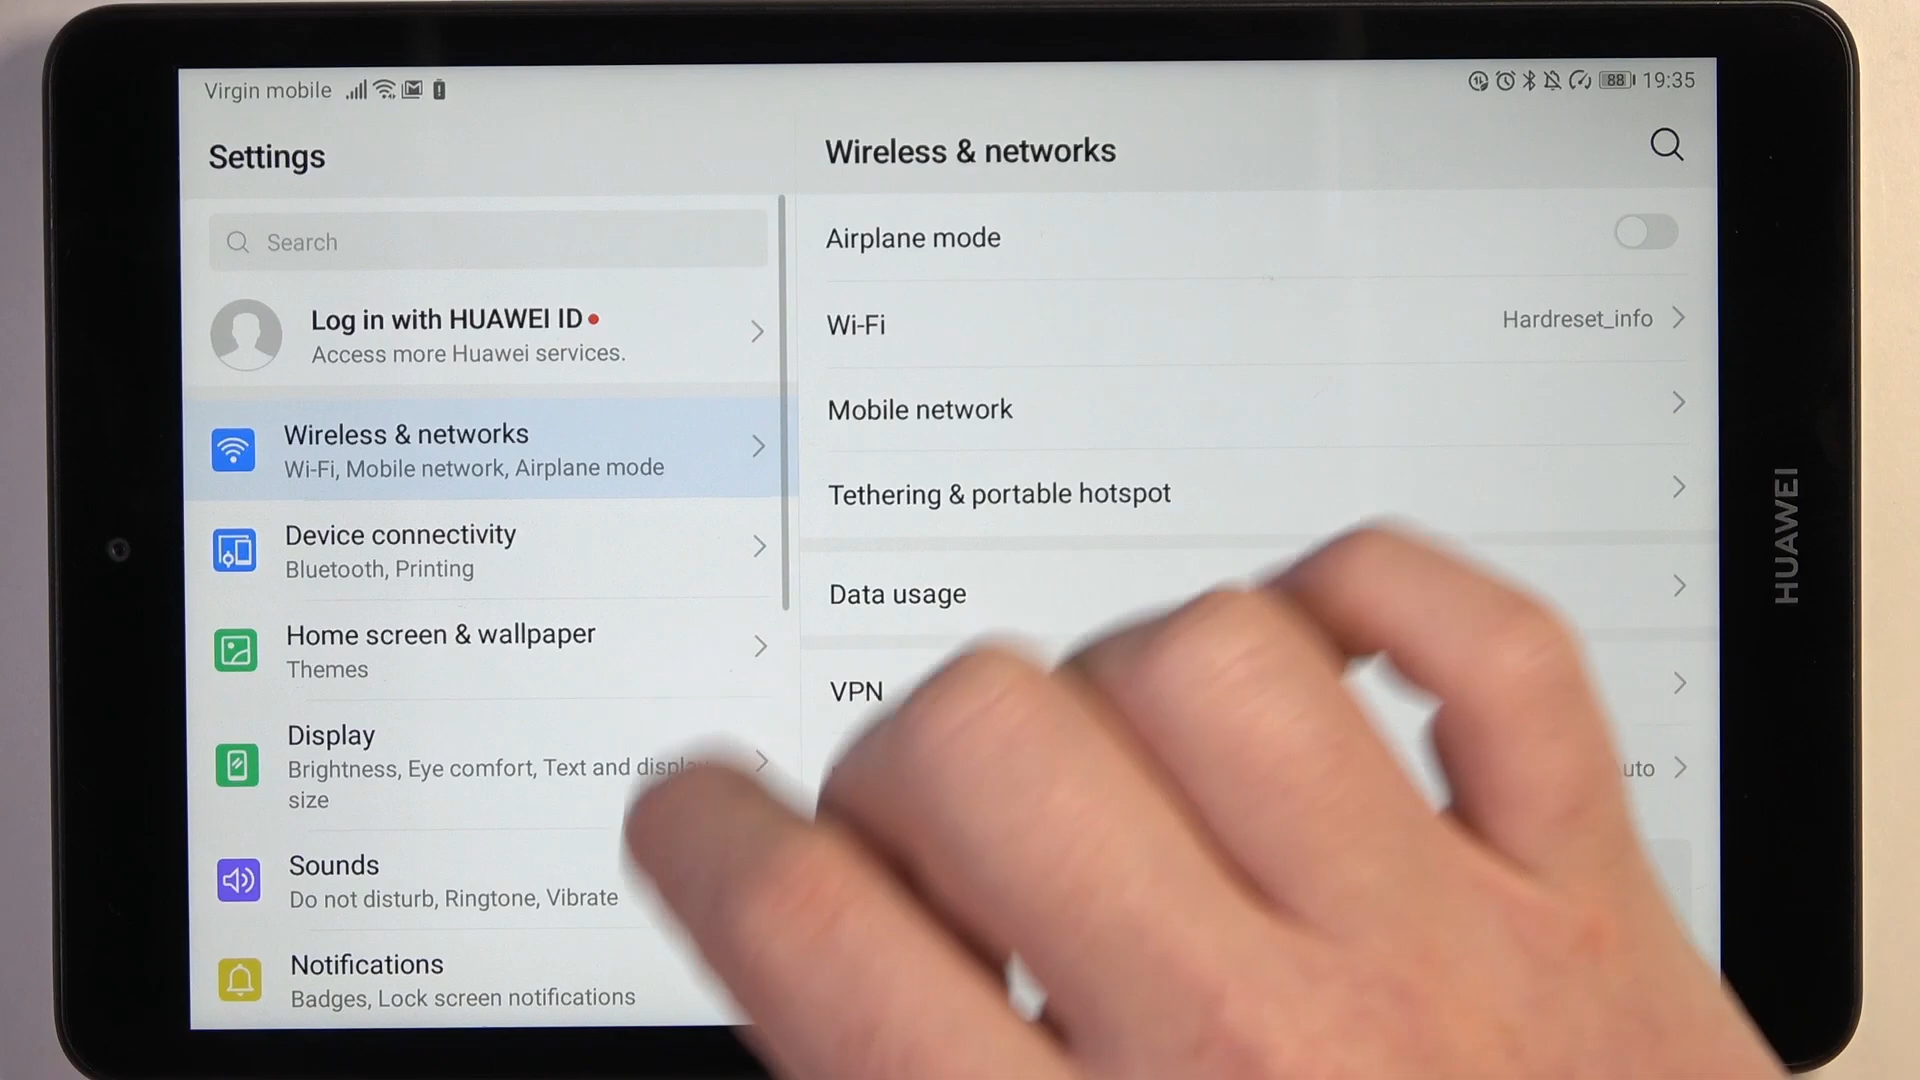 Virgin mobile
88 19:35
Settings
Search
Log in with HUAWEI ID
Access more Huawei services.
Wireless & networks
Wi-Fi, Mobile network, Airplane mode
Device connectivity
Bluetooth, Printing
Home screen & wallpaper
Themes
Display
Brightness, Eye comfort, Text and display
size
Sounds
Do not disturb, Ringtone, Vibrate
Notifications
Badges, Lock screen notifications
Wireless & networks
Airplane mode
Wi-Fi
Hardreset_info
Mobile network
Tethering & portable hotspot
Data usage
VPN
uto
HUAWEI